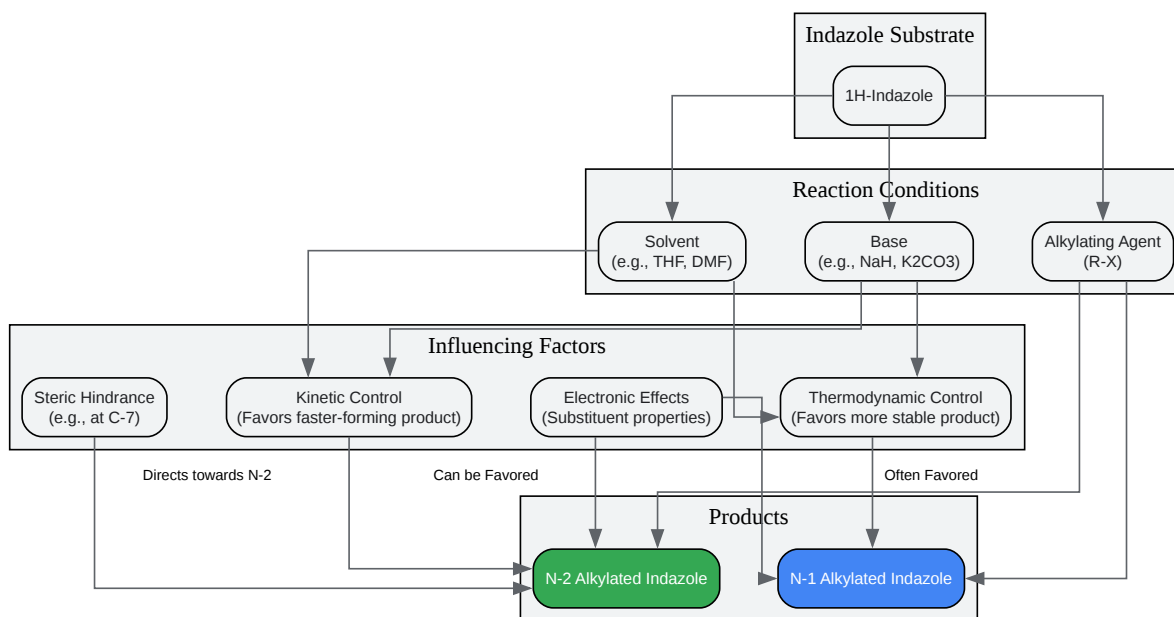 Indazole Substrate
1H-Indazole
Reaction Conditions
Solvent
(e.g., THF, DMF)
Base
(e.g., NaH, K2CO3)
Alkylating Agent
(R-X)
Influencing Factors
Steric Hindrance
(e.g., at C-7)
Kinetic Control
(Favors faster-forming product)
Electronic Effects
(Substituent properties)
Thermodynamic Control
(Favors more stable product)
Directs towards N-2
Can be Favored
Often Favored
Products
N-2 Alkylated Indazole
N-1 Alkylated Indazole